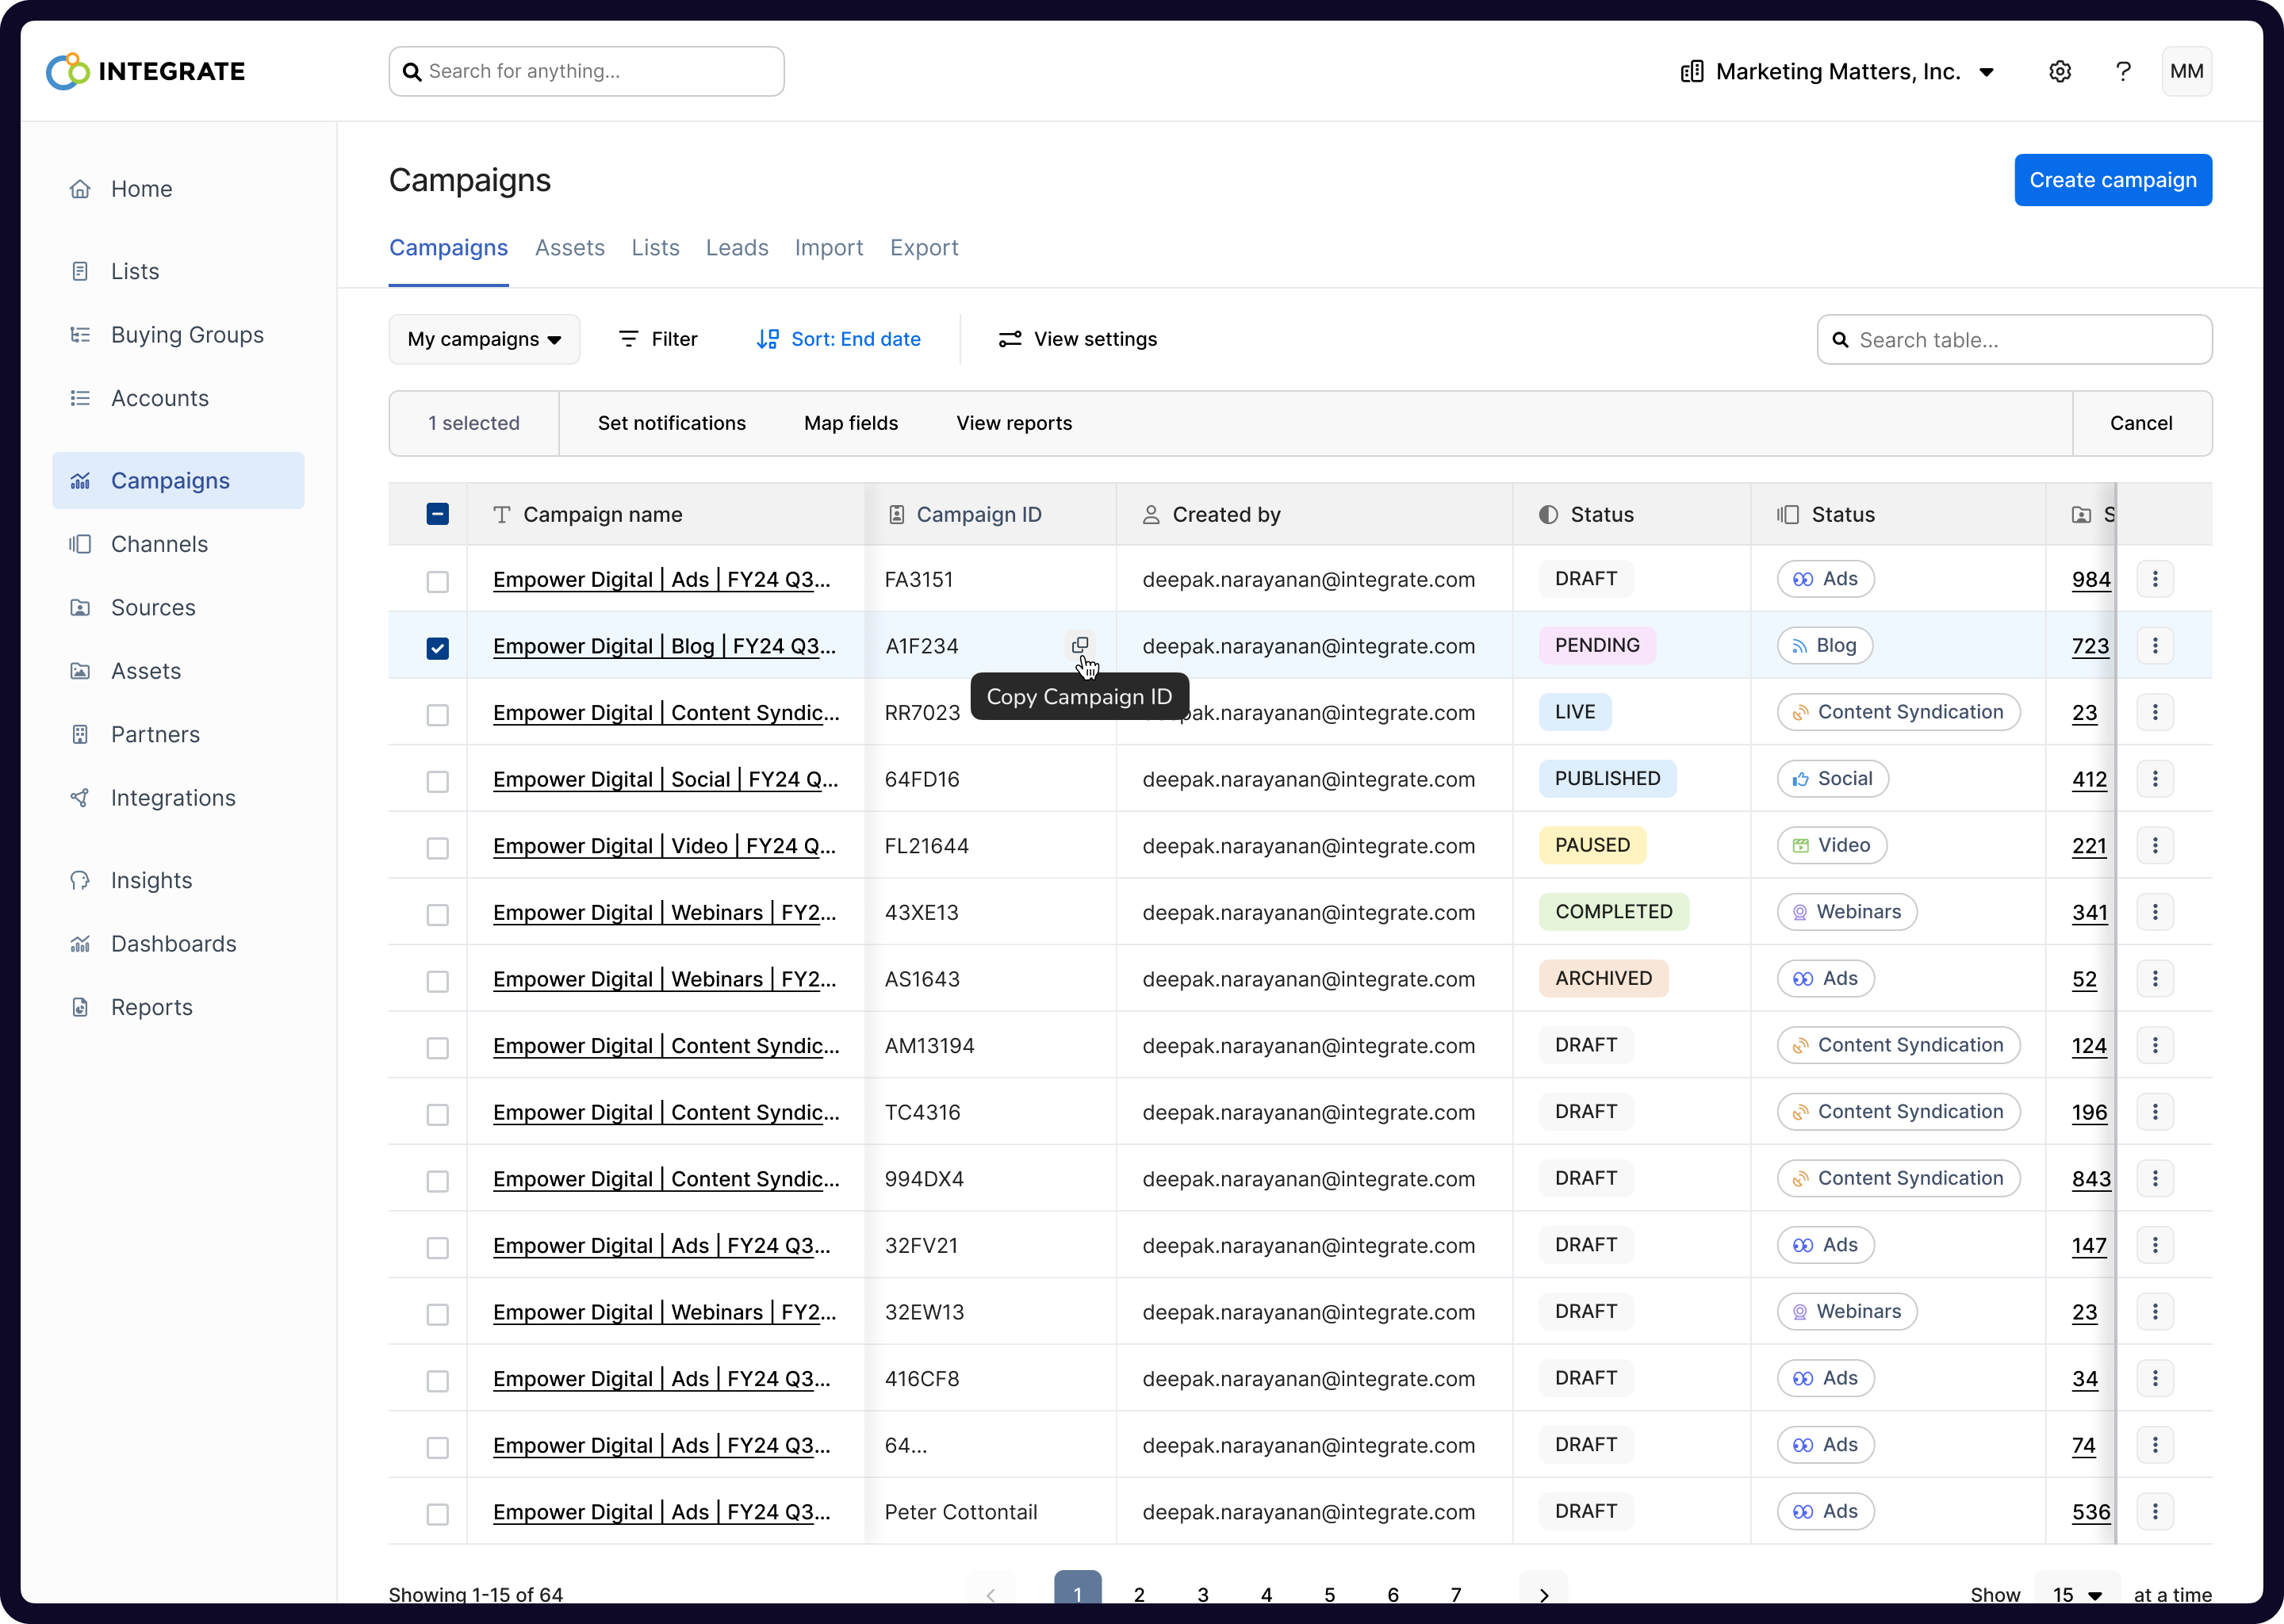 INTEGRATE
Search for anything...
Marketing Matters, Inc.
?
MM
Home
Lists
Buying Groups
Accounts
Campaigns
Channels
Sources
Assets
Partners
Integrations
Insights
Dashboards
Reports
Campaigns
Create campaign
Campaigns Assets Lists Leads Import Export
My campaigns Filter Sort: End date View settings Search table...
1 selected Set notifications Map fields View reports Cancel
Campaign name Campaign ID Created by Status Status S
Empower Digital | Ads | FY24 Q3... FA3151 deepak.narayanan@integrate.com DRAFT Ads 984
Empower Digital | Blog | FY24 Q3... A1F234 deepak.narayanan@integrate.com PENDING Blog 723
Copy Campaign ID
Empower Digital | Content Syndic... RR7023 pak.narayanan@integrate.com LIVE Content Syndication 23
Empower Digital | Social | FY24 Q... 64FD16 deepak.narayanan@integrate.com PUBLISHED Social 412
Empower Digital | Video | FY24 Q... FL21644 deepak.narayanan@integrate.com PAUSED Video 221
Empower Digital | Webinars | FY2... 43XE13 deepak.narayanan@integrate.com COMPLETED Webinars 341
Empower Digital | Webinars | FY2... AS1643 deepak.narayanan@integrate.com ARCHIVED Ads 52
Empower Digital | Content Syndic... AM13194 deepak.narayanan@integrate.com DRAFT Content Syndication 124
Empower Digital | Content Syndic... TC4316 deepak.narayanan@integrate.com DRAFT Content Syndication 196
Empower Digital | Content Syndic... 994DX4 deepak.narayanan@integrate.com DRAFT Content Syndication 843
Empower Digital | Ads | FY24 Q3... 32FV21 deepak.narayanan@integrate.com DRAFT Ads 147
Empower Digital | Webinars | FY2... 32EW13 deepak.narayanan@integrate.com DRAFT Webinars 23
Empower Digital | Ads | FY24 Q3... 416CF8 deepak.narayanan@integrate.com DRAFT Ads 34
Empower Digital | Ads | FY24 Q3... 64... deepak.narayanan@integrate.com DRAFT Ads 74
Empower Digital | Ads | FY24 Q3... Peter Cottontail deepak.narayanan@integrate.com DRAFT Ads 536
Showing 1-15 of 64 1 2 3 4 5 6 7 Show 15 at a time